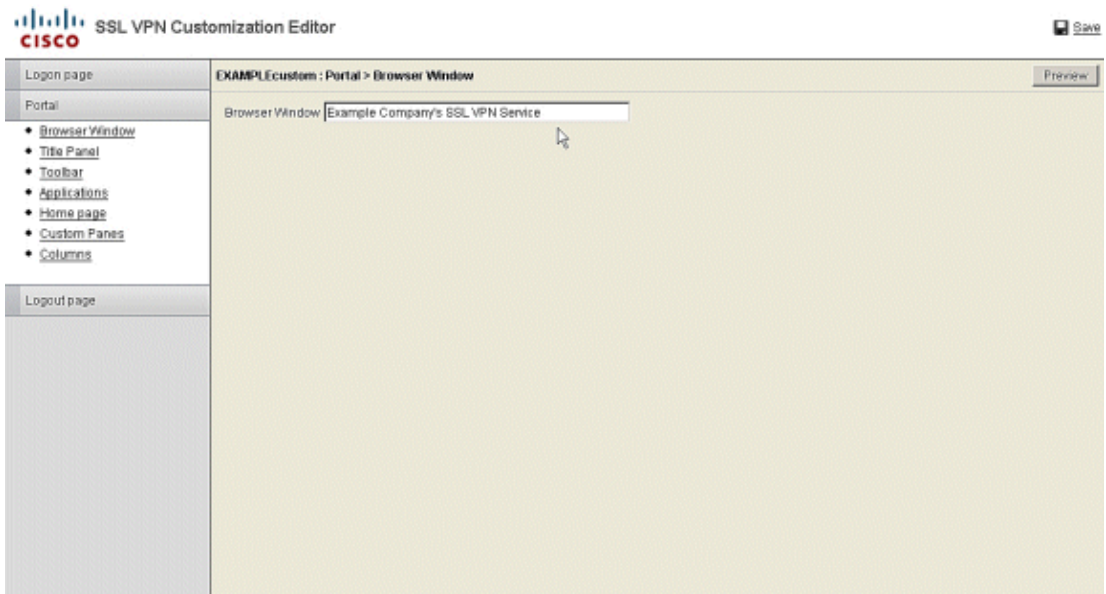 CISCO
SSL VPN Customization Editor
Save
Logon page
Portal
Browser Window
Title Panel
Toolbar
Applications
Home page
Custom Panes
Columns
Logout page
EXAMPLEcustom : Portal > Browser Window
Preview
Browser Window Example Company's SSL VPN Service